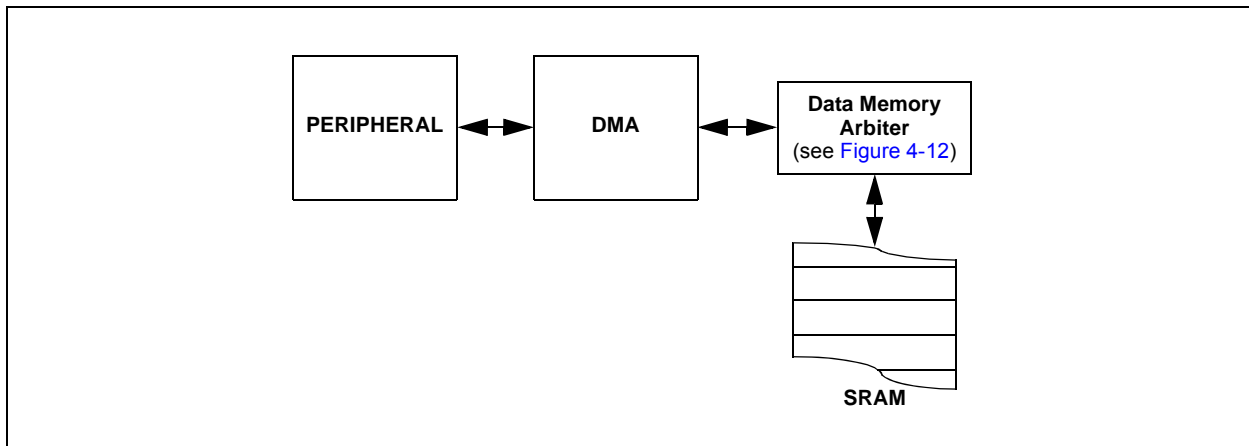 PERIPHERAL
DMA
Data Memory
Arbiter
(see Figure 4-12)
SRAM